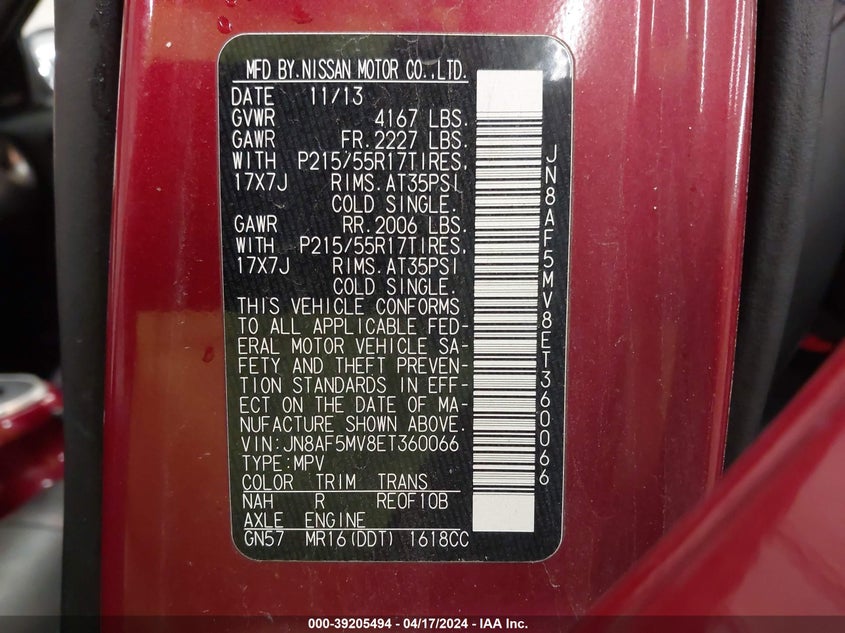 MFD BY.NISSAN MOTOR CO.,LTD.
DATE 11/13
GVWR 4167 LBS.
GAWR FR.2227 LBS.
WITH P215/55R17TIRES,
17X7J RIMS.AT35PSI
COLD SINGLE.
GAWR RR.2006 LBS.
WITH P215/55R17TIRES,
17X7J RIMS.AT35PSI
COLD SINGLE.
THIS VEHICLE CONFORMS
TO ALL APPLICABLE FED-
ERAL MOTOR VEHICLE SA-
FETY AND THEFT PREVEN-
TION STANDARDS IN EFF-
ECT ON THE DATE OF MA-
NUFACTURE SHOWN ABOVE.
VIN:JN8AF5MV8ET360066
TYPE:MPV
COLOR TRIM TRANS
NAH R REOF10B
AXLE ENGINE
GN57 MR16(DDT) 1618CC
JN8AF5MV8ET360066
000-39205494 - 04/17/2024 - IAA Inc.